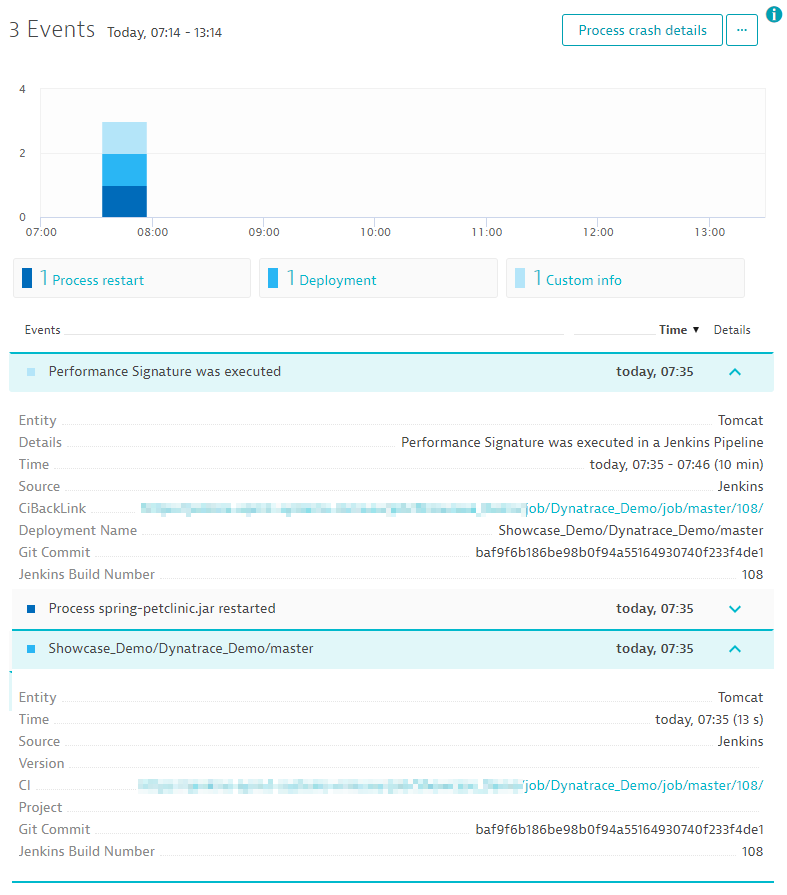 3 Events Today, 07:14 - 13:14 Process crash details ... i
4
2
0
07:00 08:00 09:00 10:00 11:00 12:00 13:00
1 Process restart 1 Deployment 1 Custom info
Events Time ▼ Details
Performance Signature was executed today, 07:35
Entity Tomcat
Details Performance Signature was executed in a Jenkins Pipeline
Time today, 07:35 - 07:46 (10 min)
Source Jenkins
CiBackLink job/Dynatrace_Demo/job/master/108/
Deployment Name Showcase_Demo/Dynatrace_Demo/master
Git Commit baf9f6b186be98b0f94a55164930740f233f4de1
Jenkins Build Number 108
Process spring-petclinic.jar restarted today, 07:35
Showcase_Demo/Dynatrace_Demo/master today, 07:35
Entity Tomcat
Time today, 07:35 (13 s)
Source Jenkins
Version
CI /job/Dynatrace_Demo/job/master/108/
Project
Git Commit baf9f6b186be98b0f94a55164930740f233f4de1
Jenkins Build Number 108